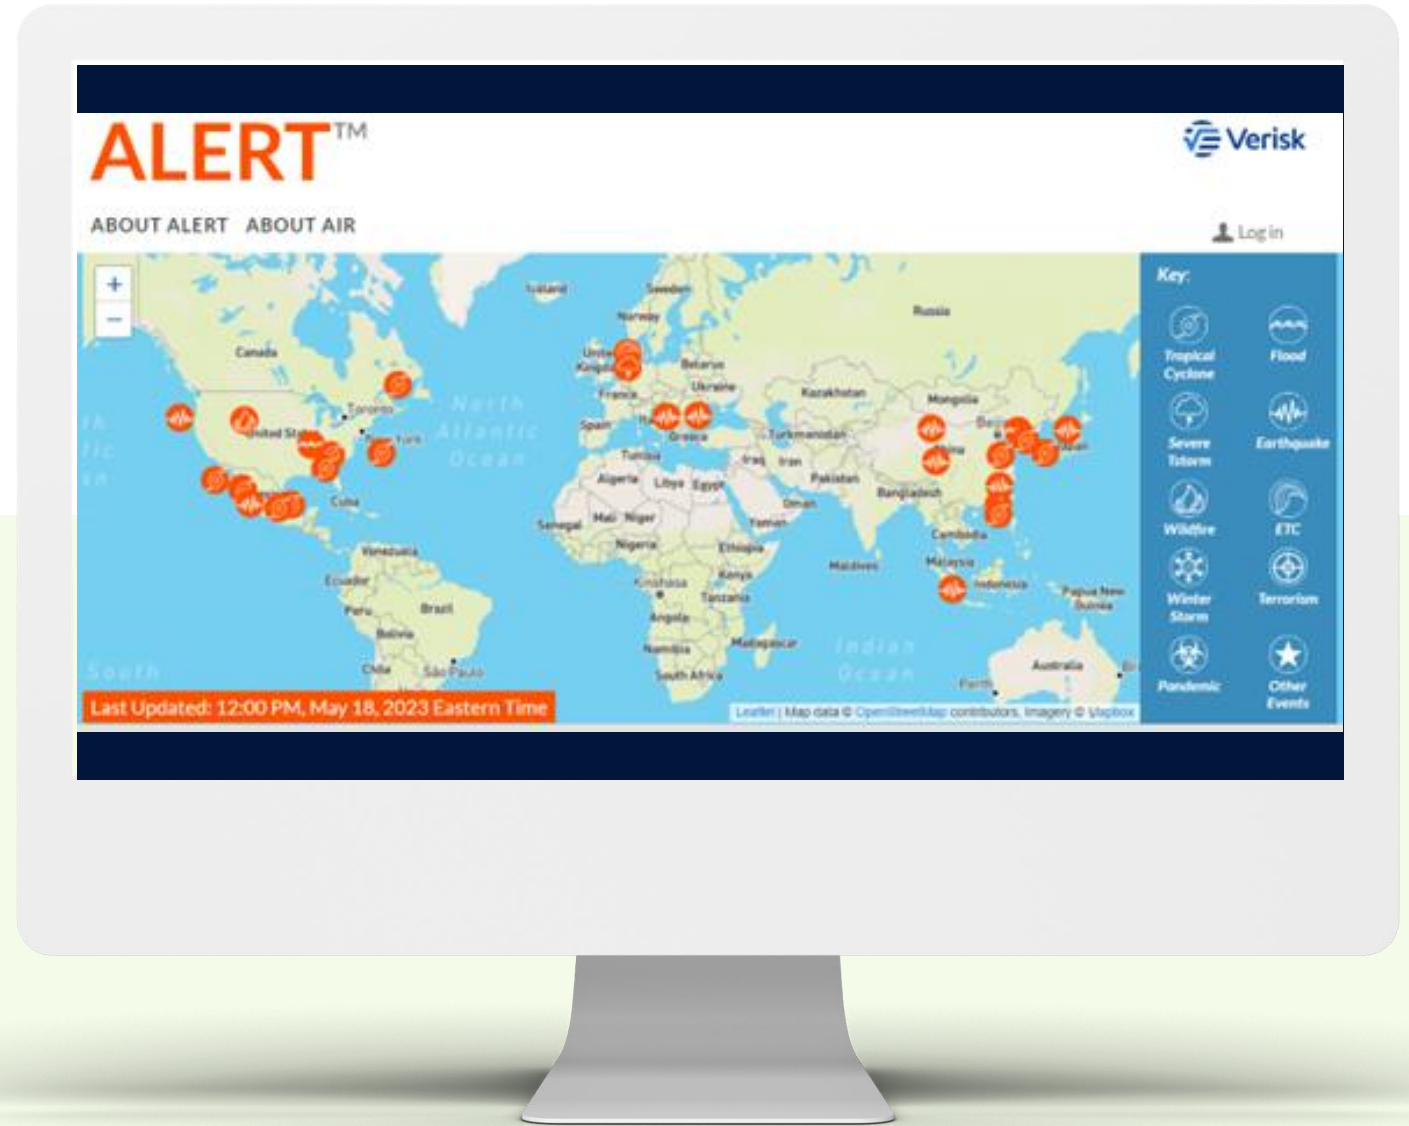 ALERT™
Verisk
ABOUT ALERT ABOUT AIR
Log in
+
−
Key:
Tropical
Cyclone
Flood
Severe
Tstorm
Earthquake
Wildfire
ETC
Winter
Storm
Terrorism
Pandemic
Other
Events
Iceland
Sweden
Norway
Russia
Canada
United
Kingdom
Belarus
Ukraine
France
Kazakhstan
Mongolia
Toronto
North
Atlantic
Ocean
Spain
Greece
Turkmenistan
Tunisia
Iraq
Iran
Algeria
Libya
Egypt
Pakistan
Bangladesh
Cuba
Oman
Mali
Niger
Senegal
Yemen
Cambodia
Nigeria
Ethiopia
Venezuela
Maldives
Malaysia
Ecuador
Kinshasa
Kenya
Indonesia
Tanzania
Papua New
Guinea
Peru
Brazil
Angola
Bolivia
Namibia
Madagascar
Indian
Ocean
South
Chile
São Paulo
South Africa
Australia
Perth
Last Updated: 12:00 PM, May 18, 2023 Eastern Time
Leaflet | Map data © OpenStreetMap contributors, Imagery © Mapbox